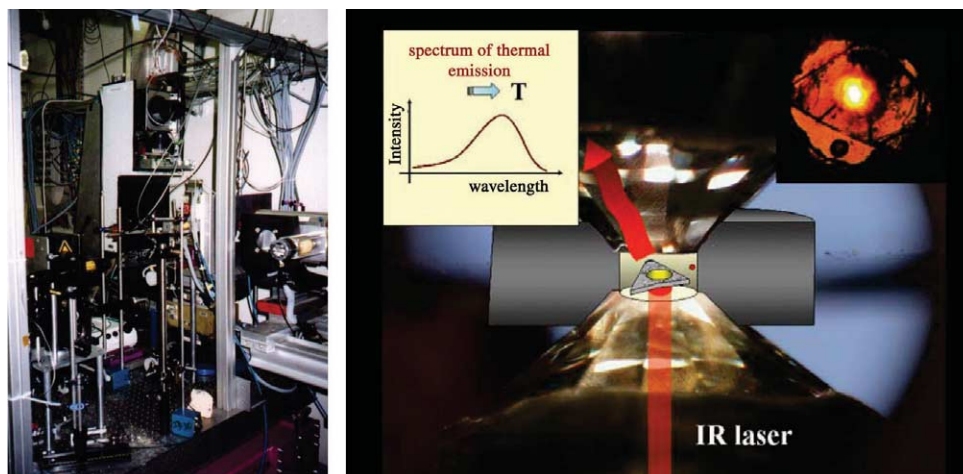 spectrum of thermal
emission
T
Intensity
wavelength
IR laser